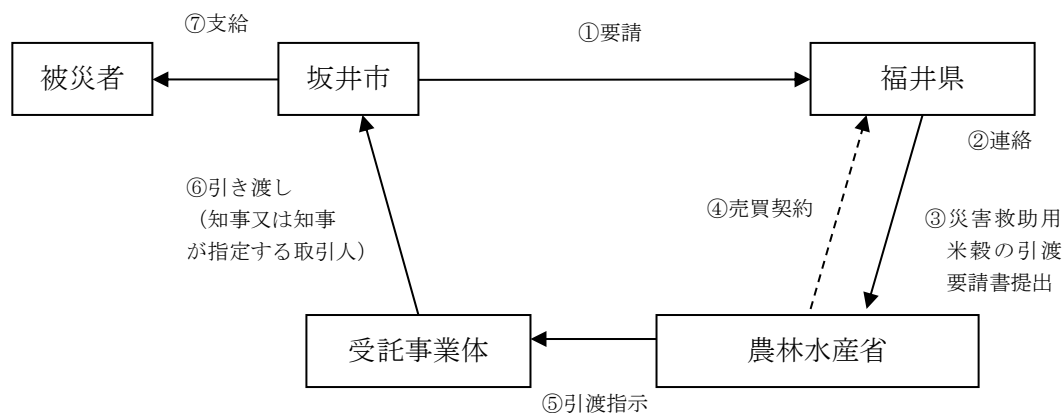 ⑦支給
①要請
被災者
坂井市
福井県
②連絡
⑥引き渡し
（知事又は知事
が指定する取引人）
④売買契約
③災害救助用
米穀の引渡
要請書提出
受託事業体
農林水産省
⑤引渡指示